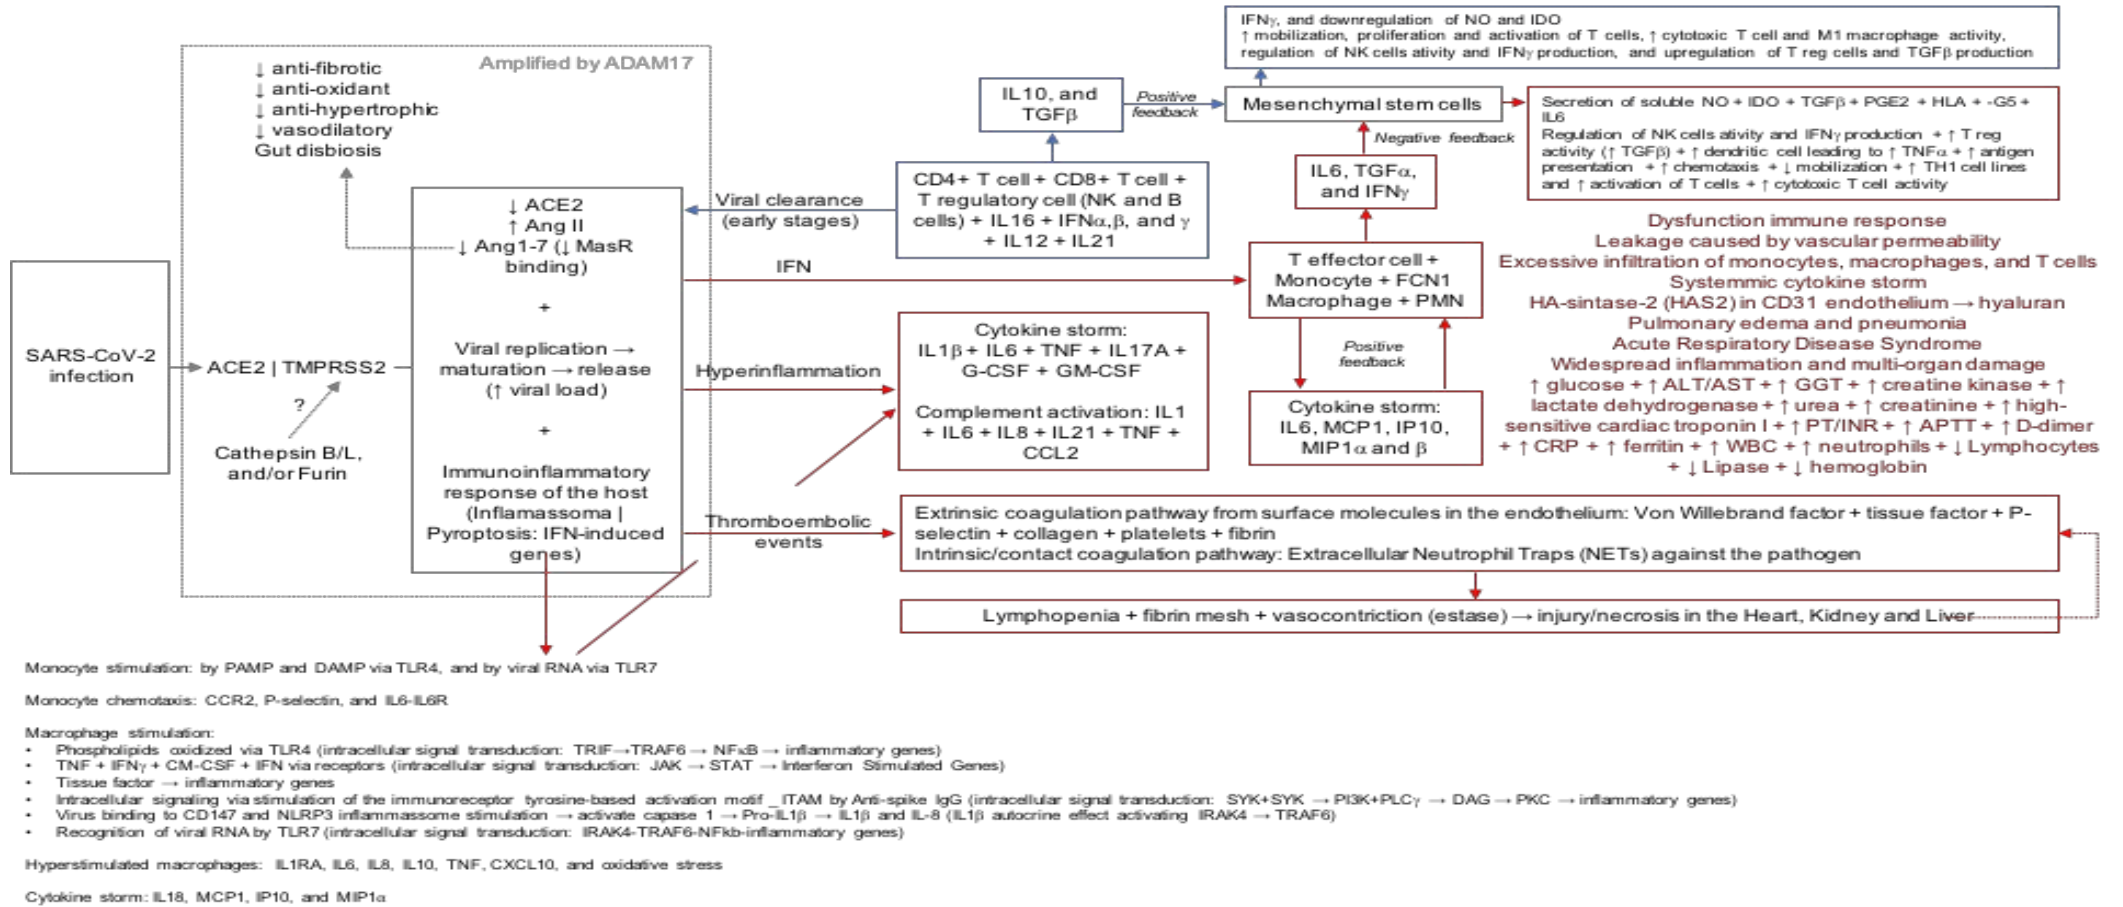 SARS-CoV-2
infection
Amplified by ADAM17
↓ anti-fibrotic
↓ anti-oxidant
↓ anti-hypertrophic
↓ vasodilatory
Gut disbiosis
ACE2 | TMPRSS2
?
Cathepsin B/L,
and/or Furin
↓ ACE2
↑ Ang II
↓ Ang1-7 (↓ MasR
binding)
+
Viral replication →
maturation → release
(↑ viral load)
+
Immunoinflammatory
response of the host
(Inflamassoma |
Pyroptosis: IFN-induced
genes)
Viral clearance
(early stages)
IFN
Hyperinflammation
Thromboembolic
events
IL10, and
TGFβ
Positive
feedback
CD4+ T cell + CD8+ T cell +
T regulatory cell (NK and B
cells) + IL16 + IFNα,β, and γ
+ IL12 + IL21
Cytokine storm:
IL1β + IL6 + TNF + IL17A +
G-CSF + GM-CSF
Complement activation: IL1
+ IL6 + IL8 + IL21 + TNF +
CCL2
IFNγ, and downregulation of NO and IDO
↑ mobilization, proliferation and activation of T cells, ↑ cytotoxic T cell and M1 macrophage activity,
regulation of NK cells ativity and IFNγ production, and upregulation of T reg cells and TGFβ production
Mesenchymal stem cells
Negative feedback
IL6, TGFα,
and IFNγ
T effector cell +
Monocyte + FCN1
Macrophage + PMN
Positive
feedback
Cytokine storm:
IL6, MCP1, IP10,
MIP1α and β
Secretion of soluble NO + IDO + TGFβ + PGE2 + HLA + -G5 +
IL6
Regulation of NK cells ativity and IFNγ production + ↑ T reg
activity (↑ TGFβ) + ↑ dendritic cell leading to ↑ TNFα + ↑ antigen
presentation + ↑ chemotaxis + ↓ mobilization + ↑ TH1 cell lines
and ↑ activation of T cells + ↑ cytotoxic T cell activity
Dysfunction immune response
Leakage caused by vascular permeability
Excessive infiltration of monocytes, macrophages, and T cells
Systemmic cytokine storm
HA-sintase-2 (HAS2) in CD31 endothelium → hyaluran
Pulmonary edema and pneumonia
Acute Respiratory Disease Syndrome
Widespread inflammation and multi-organ damage
↑ glucose + ↑ ALT/AST + ↑ GGT + ↑ creatine kinase + ↑
lactate dehydrogenase + ↑ urea + ↑ creatinine + ↑ high-
sensitive cardiac troponin I + ↑ PT/INR + ↑ APTT + ↑ D-dimer
+ ↑ CRP + ↑ ferritin + ↑ WBC + ↑ neutrophils + ↓ Lymphocytes
+ ↓ Lipase + ↓ hemoglobin
Extrinsic coagulation pathway from surface molecules in the endothelium: Von Willebrand factor + tissue factor + P-
selectin + collagen + platelets + fibrin
Intrinsic/contact coagulation pathway: Extracellular Neutrophil Traps (NETs) against the pathogen
Lymphopenia + fibrin mesh + vasocontriction (estase) → injury/necrosis in the Heart, Kidney and Liver
Monocyte stimulation: by PAMP and DAMP via TLR4, and by viral RNA via TLR7
Monocyte chemotaxis: CCR2, P-selectin, and IL6-IL6R
Macrophage stimulation:
• Phospholipids oxidized via TLR4 (intracellular signal transduction: TRIF→TRAF6 → NFκB → inflammatory genes)
• TNF + IFNγ + CM-CSF + IFN via receptors (intracellular signal transduction: JAK → STAT → Interferon Stimulated Genes)
• Tissue factor → inflammatory genes
• Intracellular signaling via stimulation of the immunoreceptor tyrosine-based activation motif _ ITAM by Anti-spike IgG (intracellular signal transduction: SYK+SYK → PI3K+PLCγ → DAG → PKC → inflammatory genes)
• Virus binding to CD147 and NLRP3 inflammassome stimulation → activate capase 1 → Pro-IL1β → IL1β and IL-8 (IL1β autocrine effect activating IRAK4 → TRAF6)
• Recognition of viral RNA by TLR7 (intracellular signal transduction: IRAK4-TRAF6-NFkb-inflammatory genes)
Hyperstimulated macrophages: IL1RA, IL6, IL8, IL10, TNF, CXCL10, and oxidative stress
Cytokine storm: IL18, MCP1, IP10, and MIP1α